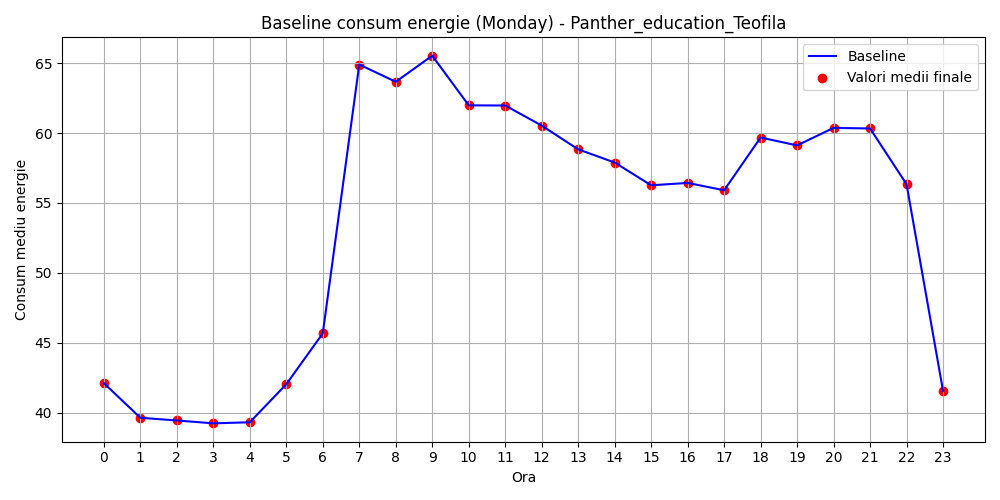 Baseline consum energie (Monday) - Panther_education_Teofila
Baseline
Valori medii finale
Consum mediu energie
65
60
55
50
45
40
0 1 2 3 4 5 6 7 8 9 10 11 12 13 14 15 16 17 18 19 20 21 22 23
Ora